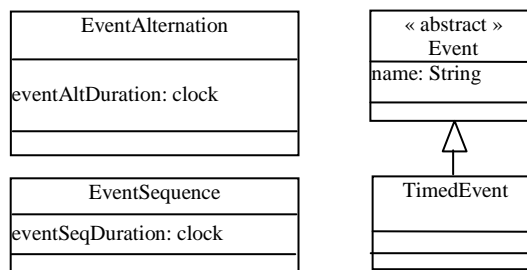 EventAlternation
eventAltDuration: clock
« abstract »
Event
name: String
EventSequence
eventSeqDuration: clock
TimedEvent